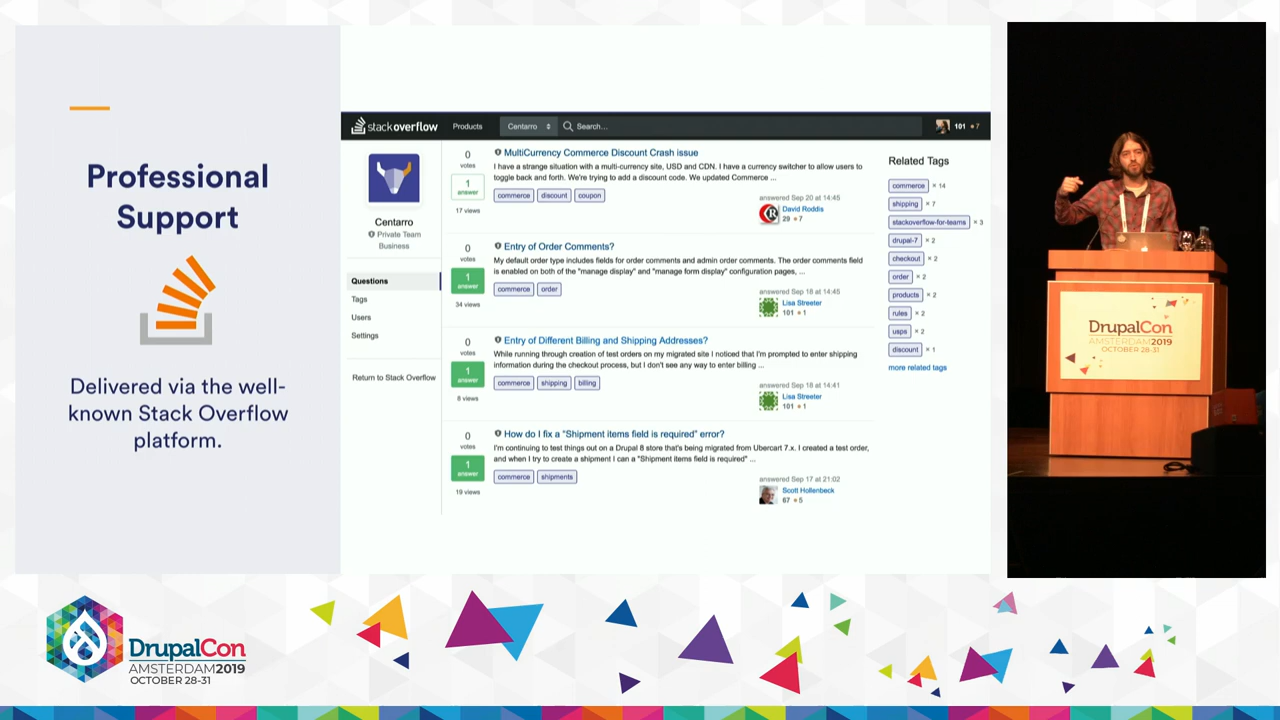 Professional
Support
Delivered via the well-
known Stack Overflow
platform.
stackoverflow
Products
Centarro
Search...
101 7
Centarro
Private Team
Business
Questions
Tags
Users
Settings
Return to Stack Overflow
0
votes
1
answer
17 views
MultiCurrency Commerce Discount Crash issue
I have a strange situation with a multi-currency site, USD and CDN. I have a currency switcher to allow users to
toggle back and forth. We're trying to add a discount code. We updated Commerce ...
commerce discount coupon
answered Sep 20 at 14:45
David Roddis
29 7
0
votes
1
answer
34 views
Entry of Order Comments?
My default order type includes fields for order comments and admin order comments. The order comments field
is enabled on both of the "manage display" and "manage form display" configuration pages, ...
commerce order
answered Sep 18 at 14:45
Lisa Streeter
101 1
0
votes
1
answer
8 views
Entry of Different Billing and Shipping Addresses?
While running through creation of test orders on my migrated site I noticed that I'm prompted to enter shipping
information during the checkout process, but I don't see any way to enter billing ...
commerce shipping billing
answered Sep 18 at 14:41
Lisa Streeter
101 1
0
votes
1
answer
19 views
How do I fix a "Shipment items field is required" error?
I'm continuing to test things out on a Drupal 8 store that's being migrated from Ubercart 7.x. I created a test order,
and when I try to create a shipment I can a "Shipment items field is required" ...
commerce shipments
answered Sep 17 at 21:02
Scott Hollenbeck
67 5
Related Tags
commerce × 14
shipping × 7
stackoverflow-for-teams × 3
drupal-7 × 2
checkout × 2
order × 2
products × 2
rules × 2
usps × 2
discount × 1
more related tags
DrupalCon
AMSTERDAM2019
OCTOBER 28-31
DrupalCon
AMSTERDAM2019
OCTOBER 28-31